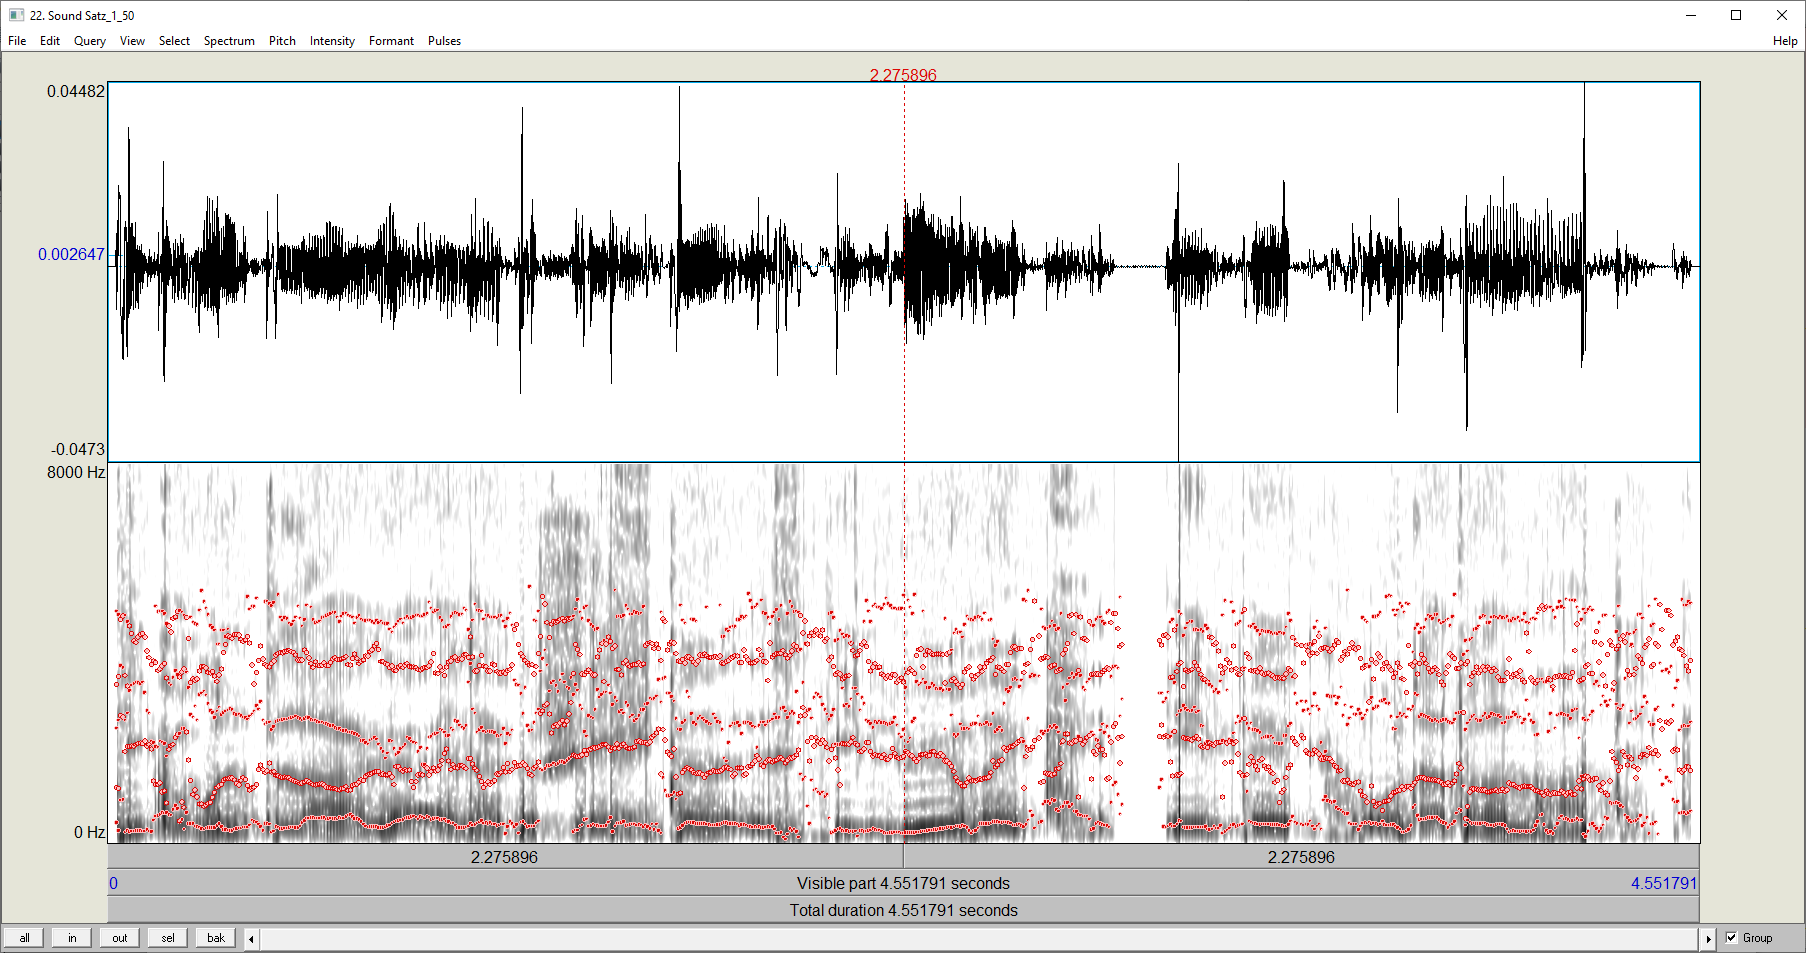 22. Sound Satz_1_50
File Edit Query View Select Spectrum Pitch Intensity Formant Pulses Help
2.275896
0.04482
0.002647
-0.0473
8000 Hz
0 Hz
2.275896 2.275896
0 Visible part 4.551791 seconds 4.551791
Total duration 4.551791 seconds
all in out sel bak Group